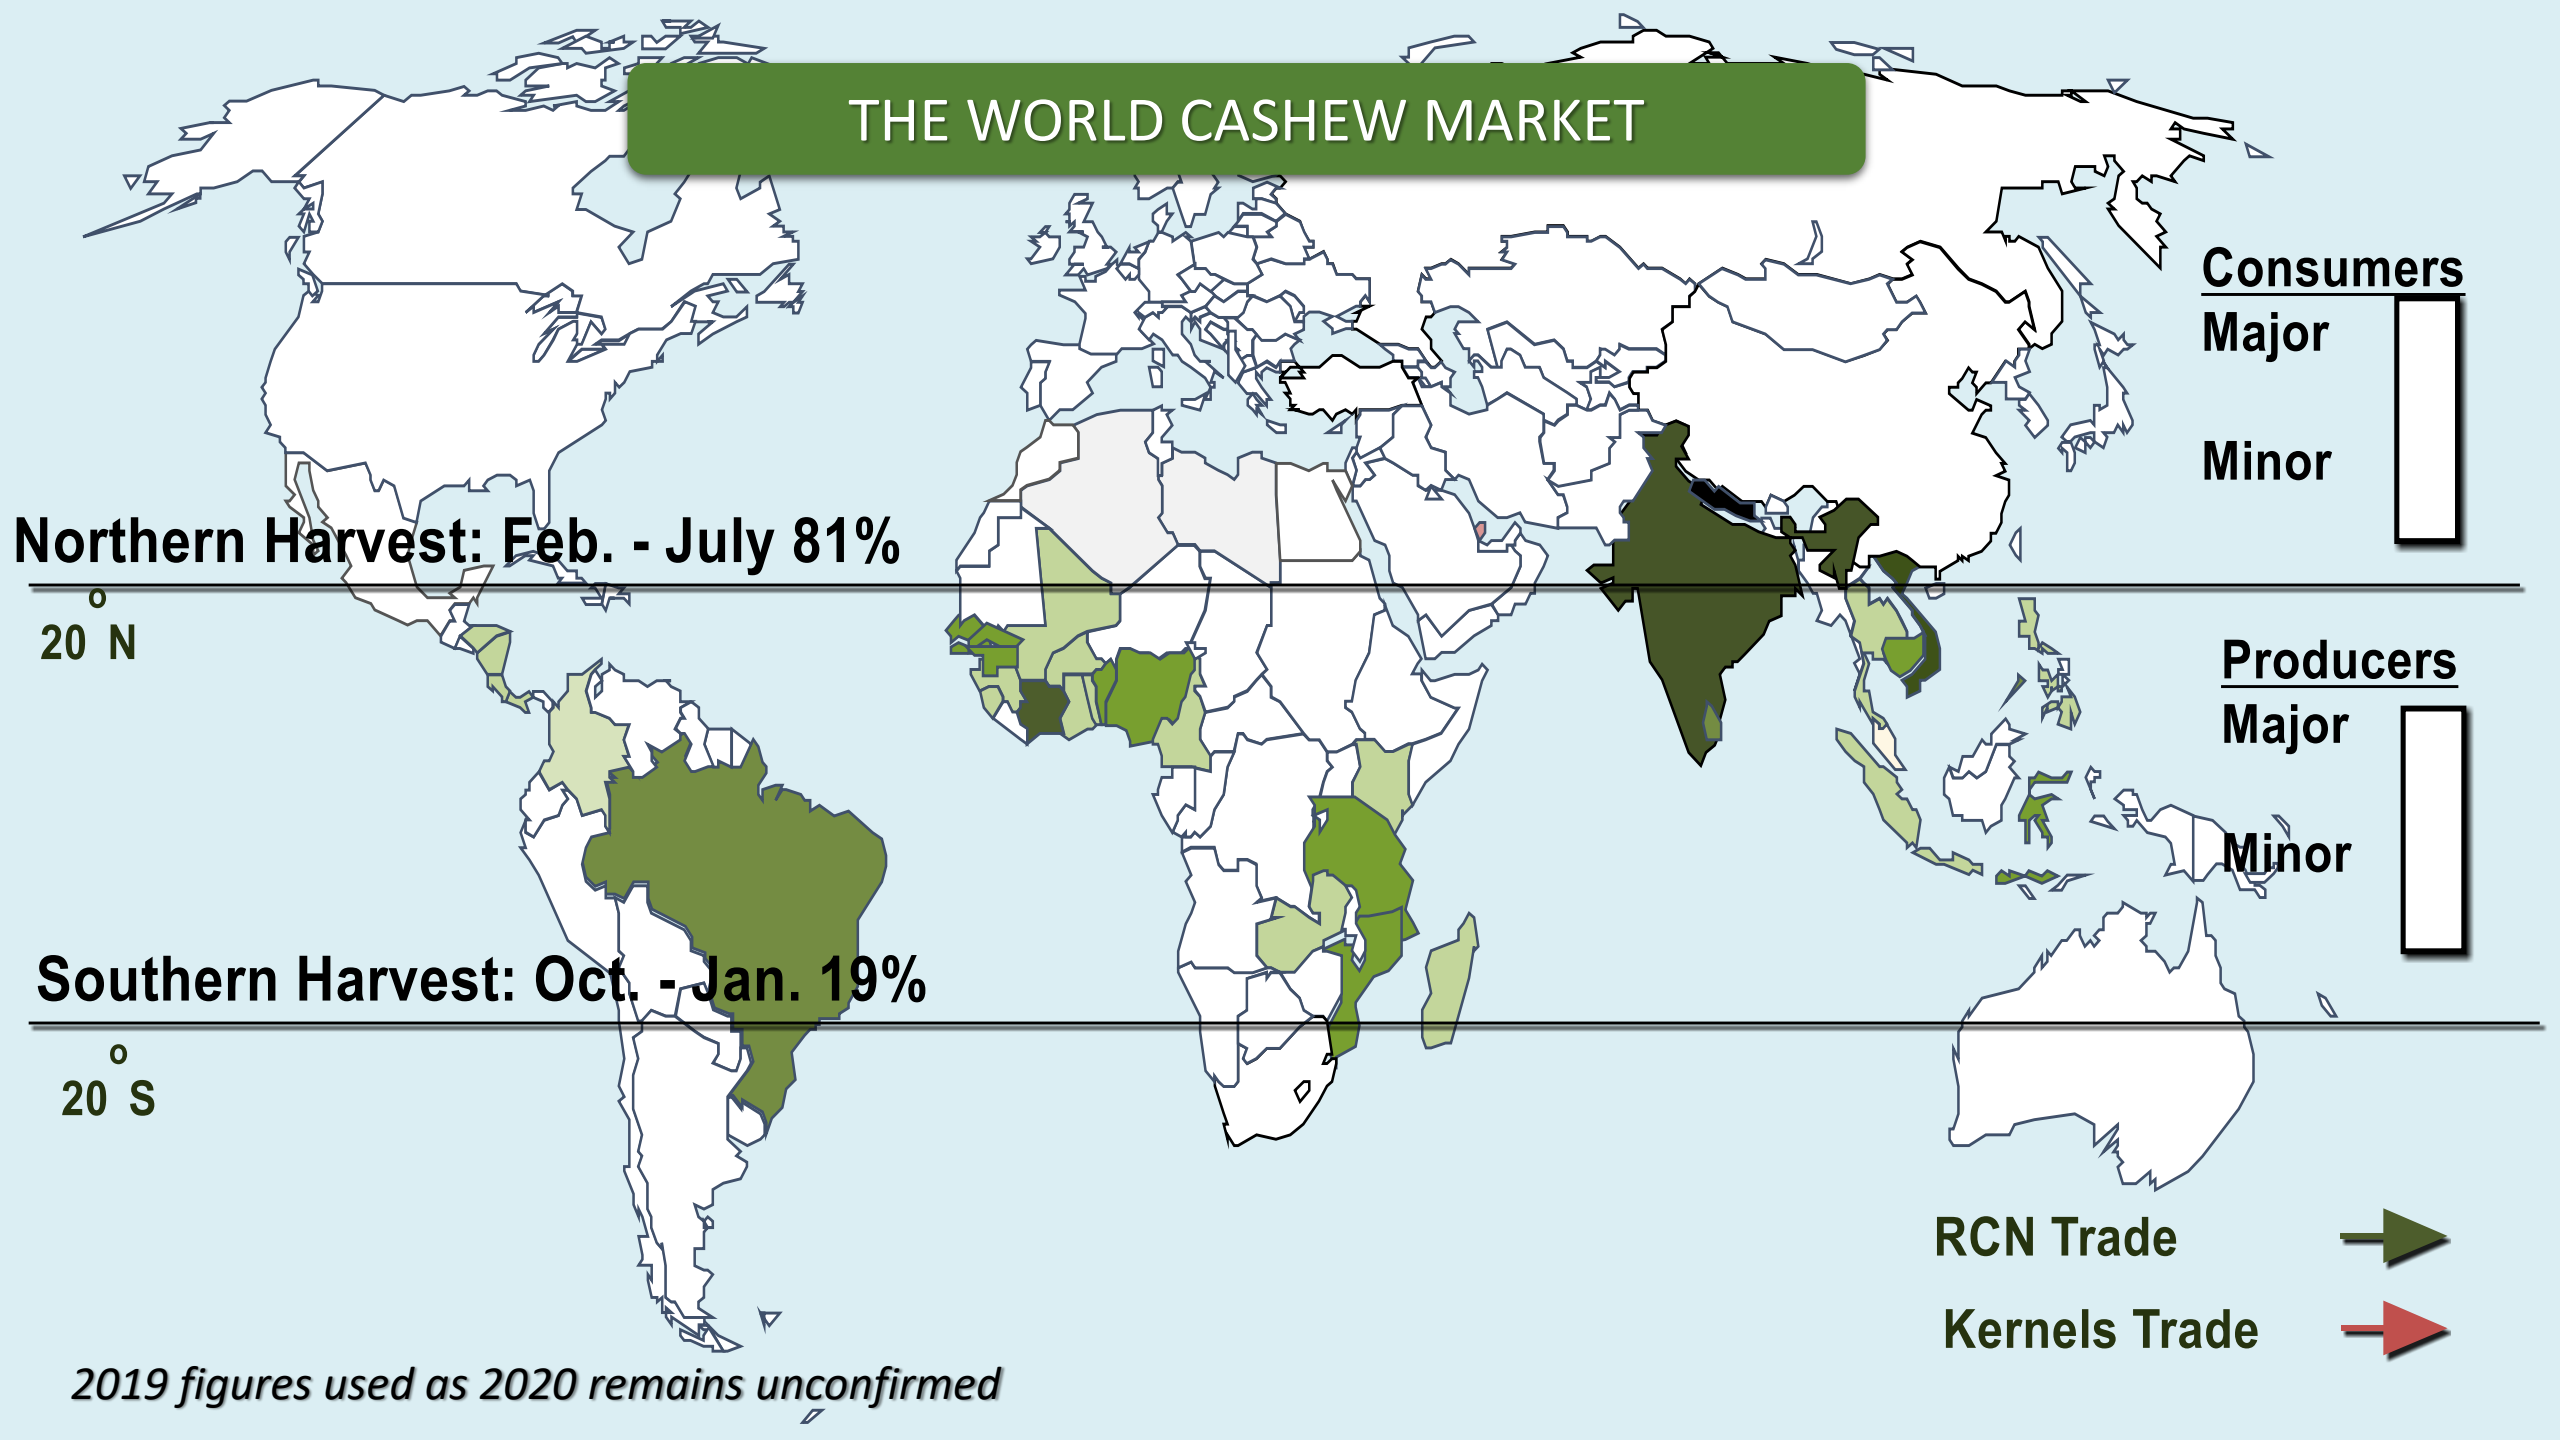 THE WORLD CASHEW MARKET
Consumers
Major
Minor
Northern Harvest: Feb. - July 81%
o
20 N
Producers
Major
Minor
Southern Harvest: Oct. - Jan. 19%
o
20 S
RCN Trade
Kernels Trade
2019 figures used as 2020 remains unconfirmed